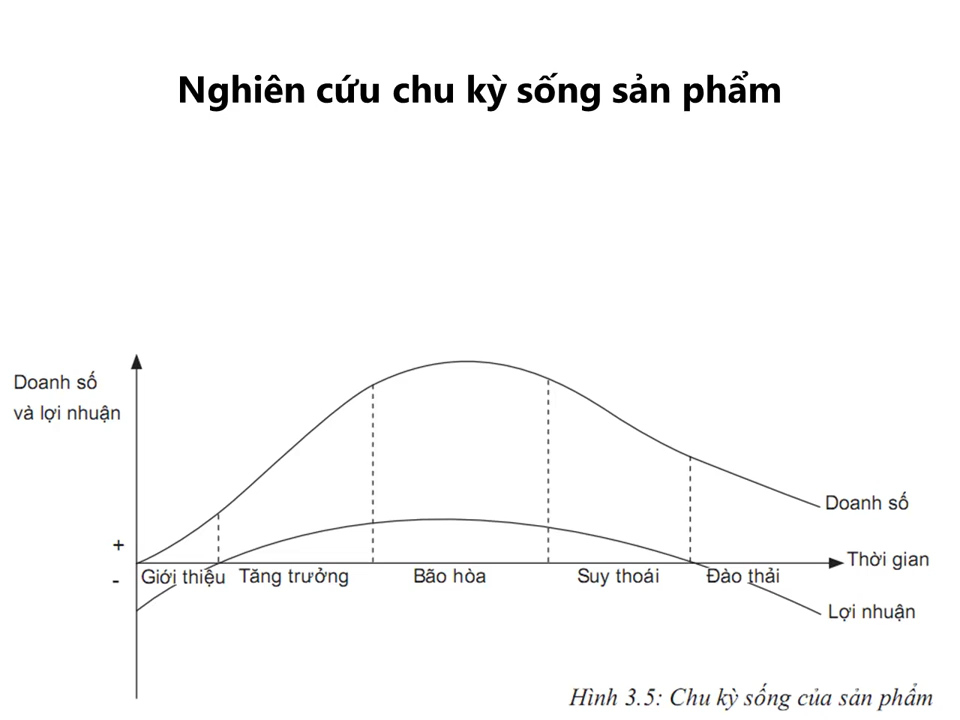 Nghiên cứu chu kỳ sống sản phẩm
Doanh số
và lợi nhuận
Doanh số
+
Thời gian
-
Giới thiệu
Tăng trưởng
Bão hòa
Suy thoái
Đào thải
Lợi nhuận
Hình 3.5: Chu kỳ sống của sản phẩm